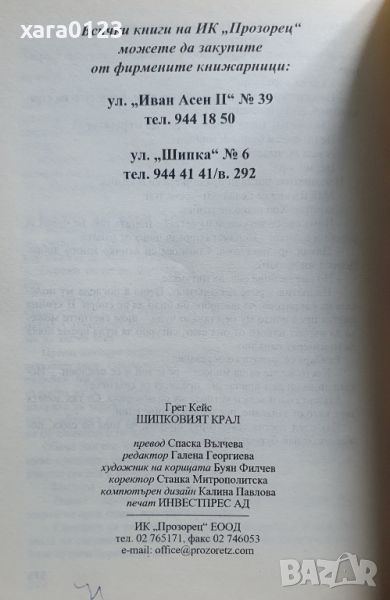 xara0123
Всички книги на ИК „Прозорец“
можете да закупите
от фирмените книжарници:
ул. „Иван Асен II“ № 39
тел. 944 18 50
ул. „Шипка“ № 6
тел. 944 41 41/в. 292
Грег Кейс
ШИПКОВИЯТ КРАЛ
превод Спаска Вълчева
редактор Галена Георгиева
художник на корицата Буян Филчев
коректор Станка Митрополитска
компютърен дизайн Калина Павлова
печат ИНВЕСТПРЕС АД
ИК „Прозорец“ ЕООД
тел. 02 765171, факс 02 746053
e-mail: office@prozoretz.com
BAZAR